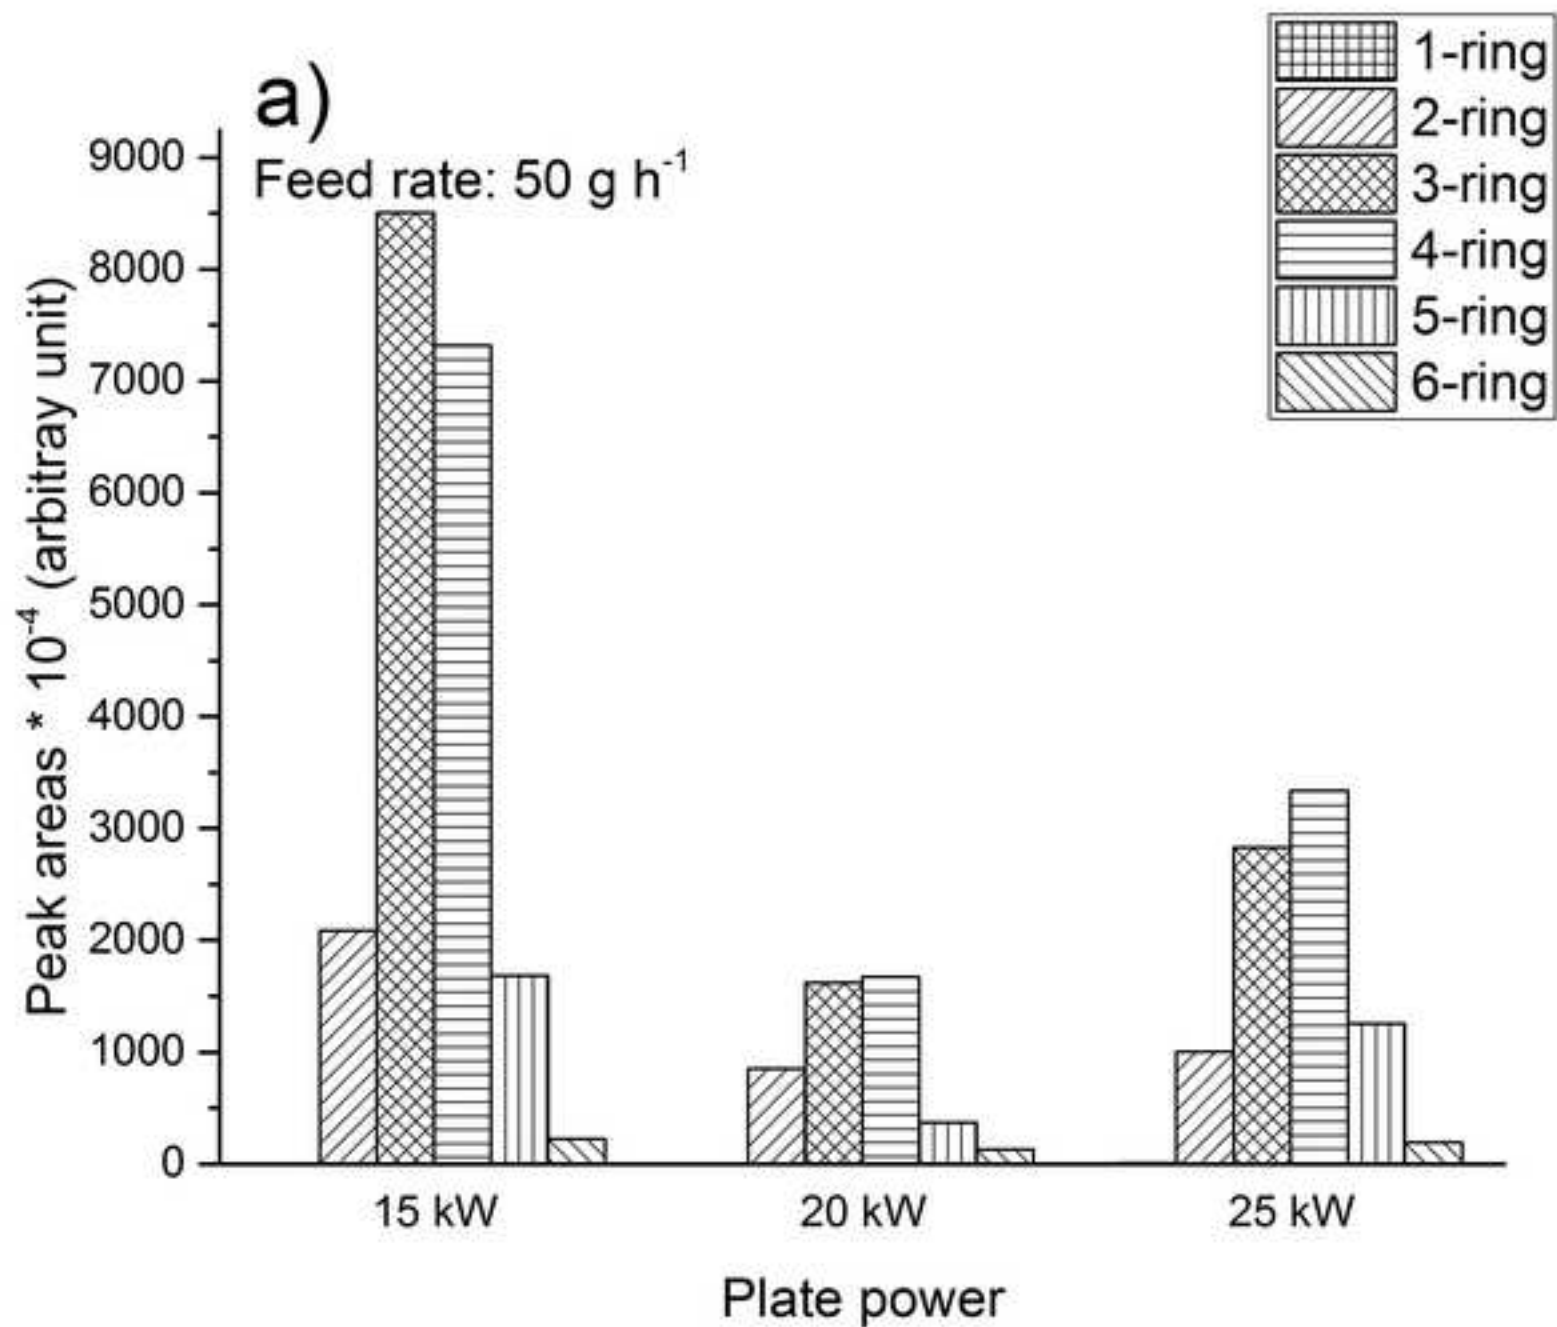 a)
Feed rate: 50 g h⁻¹
1-ring
2-ring
3-ring
4-ring
5-ring
6-ring
Peak areas * 10⁻⁴ (arbitray unit)
9000
8000
7000
6000
5000
4000
3000
2000
1000
0
15 kW
20 kW
25 kW
Plate power